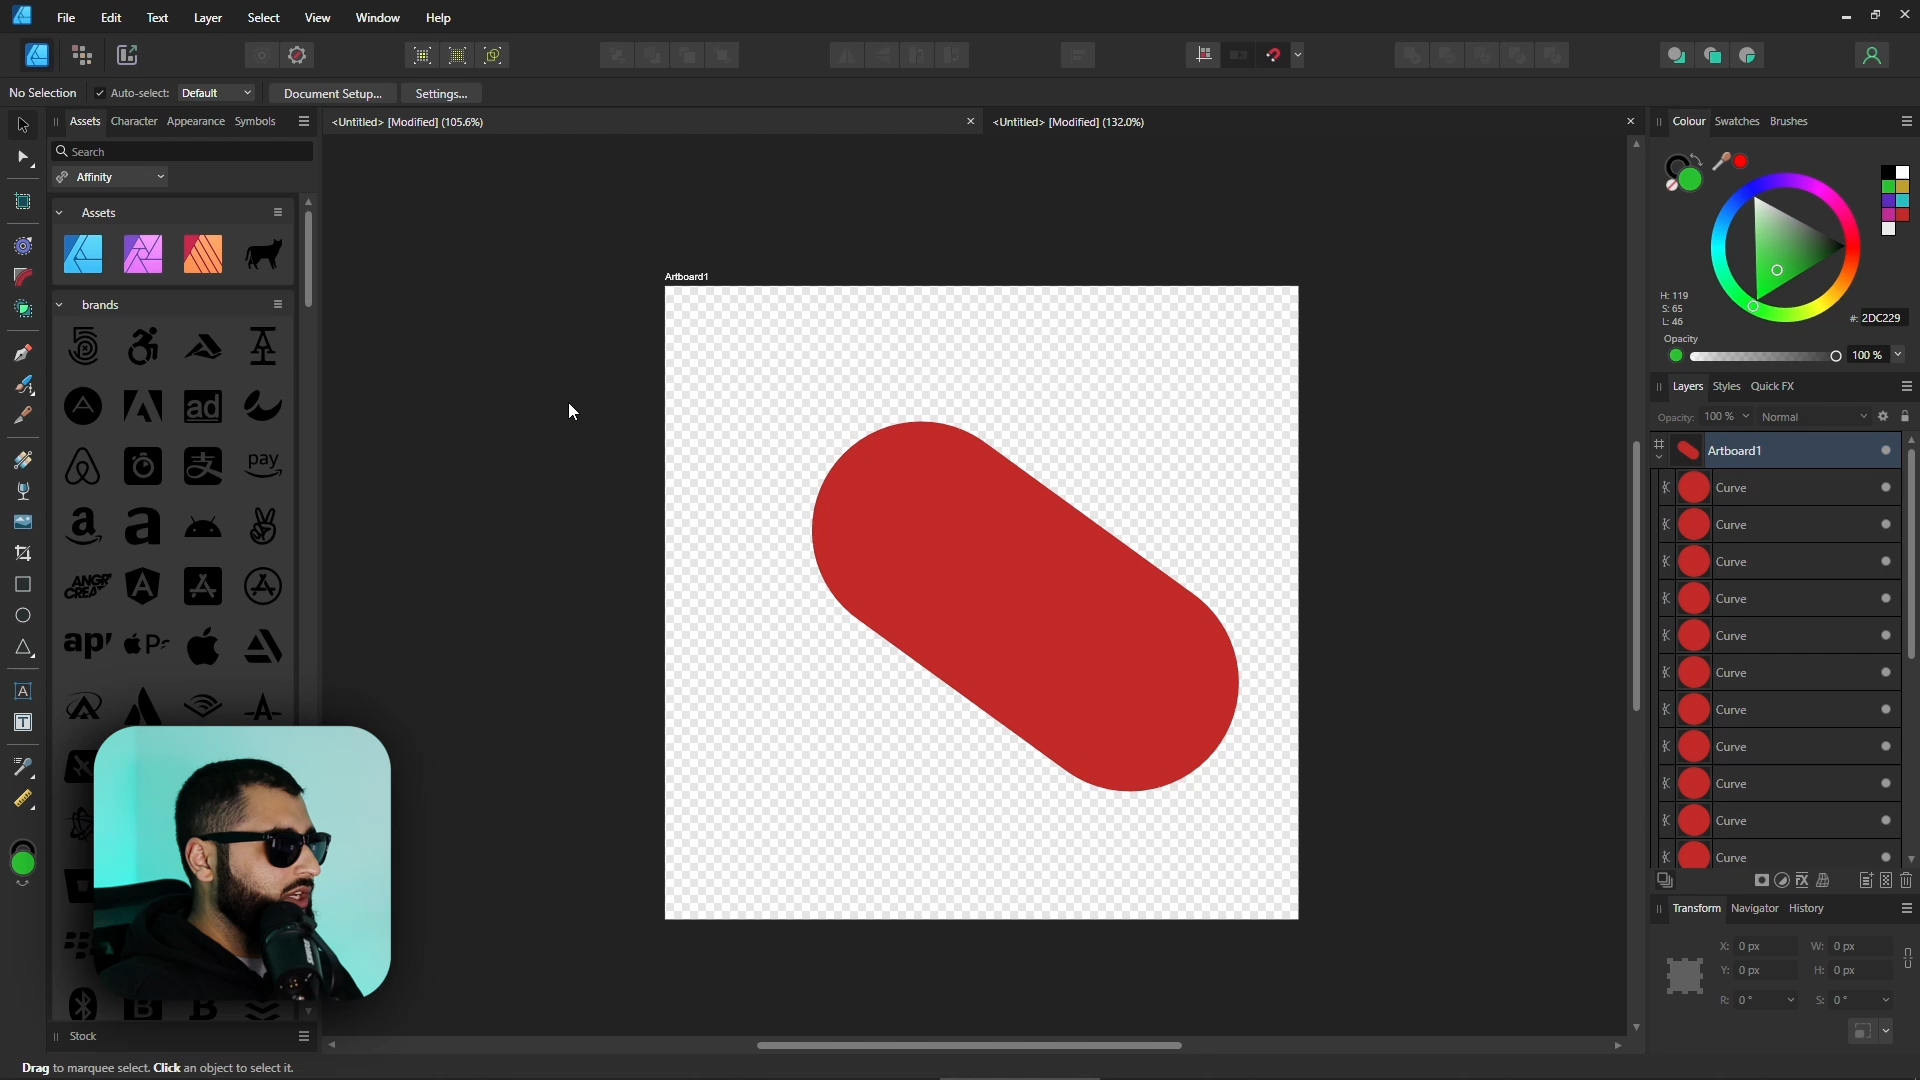 File Edit Text Layer Select View Window Help
No Selection Auto-select: Default Document Setup... Settings...
Assets Character Appearance Symbols
<Untitled> [Modified] (105.6%)
<Untitled> [Modified] (132.0%)
Colour Swatches Brushes
Search
Affinity
Assets
brands
ad
pay
a
a
ANGRY CREATIVE
Stock
Artboard1
H: 119
S: 65
L: 46
#: 2DC229
Opacity
100 %
Layers Styles Quick FX
Opacity: 100 % Normal
Artboard1
Curve
Curve
Curve
Curve
Curve
Curve
Curve
Curve
Curve
Curve
Curve
Transform Navigator History
X: 0 px W: 0 px
Y: 0 px H: 0 px
R: 0 ° S: 0 °
Drag to marquee select. Click an object to select it.